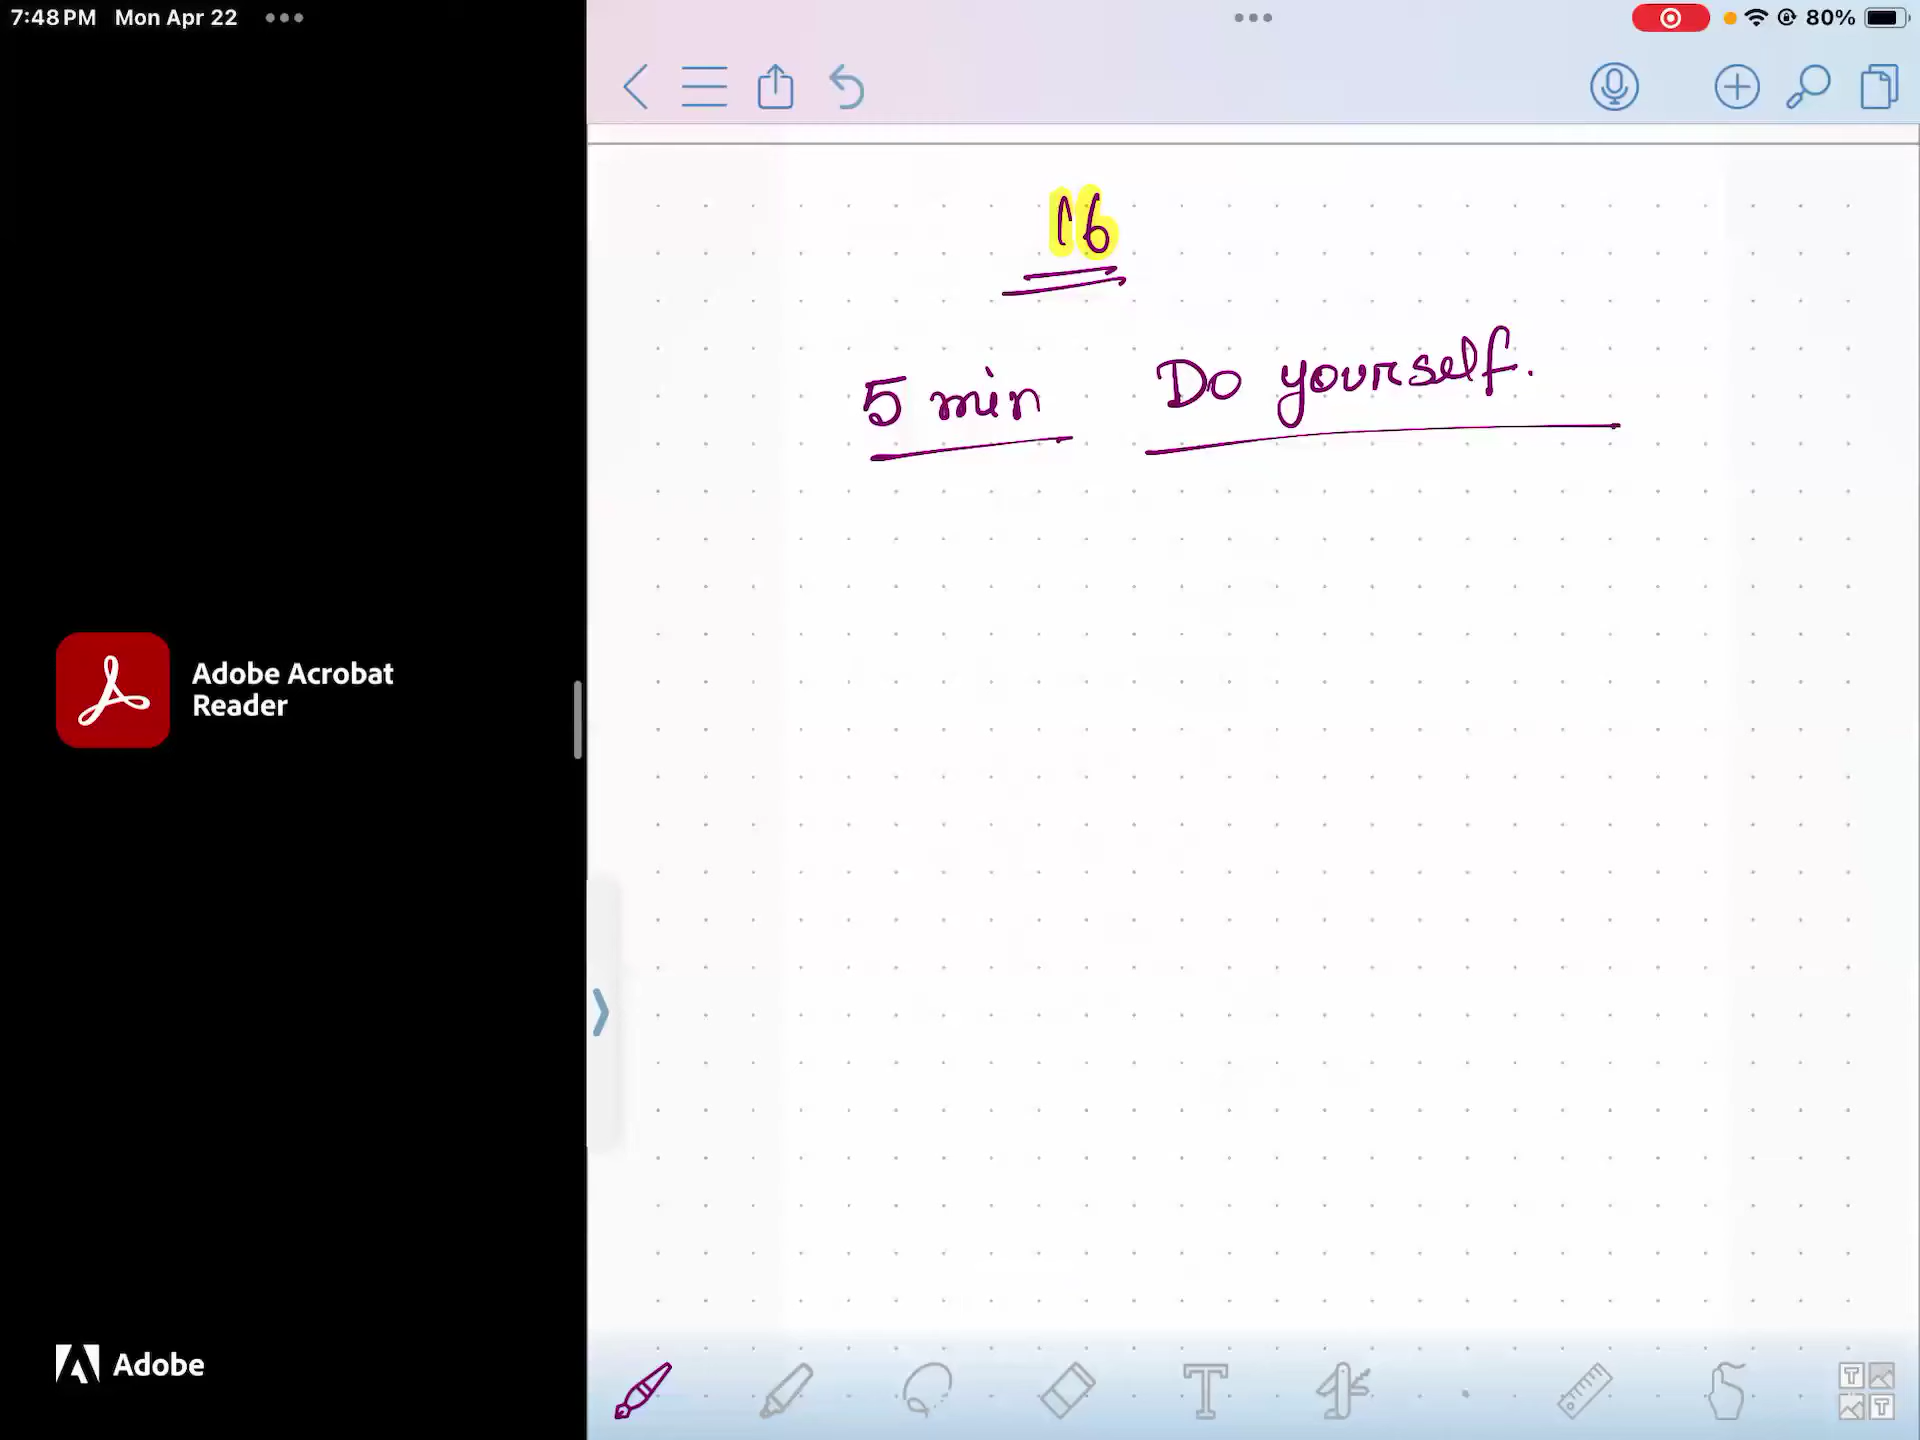 7:48 PM Mon Apr 22
80%
16
5 min Do yourself.
Adobe Acrobat
Reader
Adobe